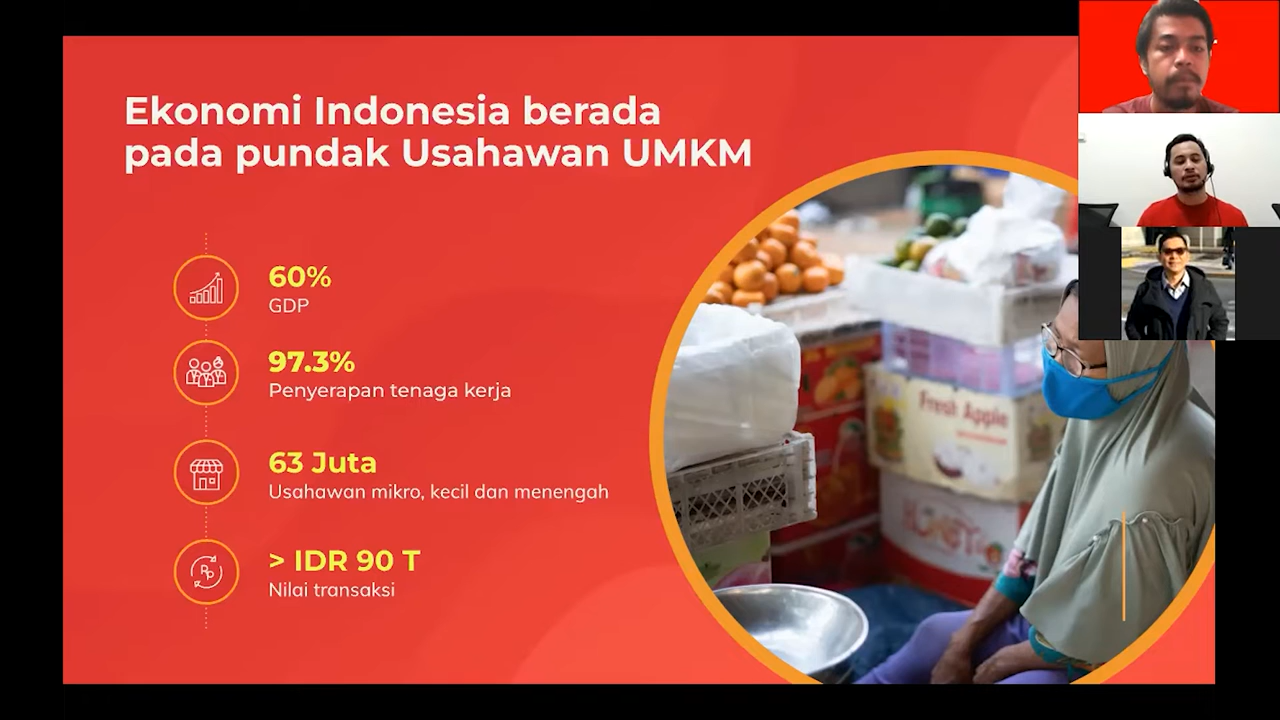 Ekonomi Indonesia berada
pada pundak Usahawan UMKM
60%
GDP
97.3%
Penyerapan tenaga kerja
63 Juta
Usahawan mikro, kecil dan menengah
Rp
> IDR 90 T
Nilai transaksi
Fresh Apple